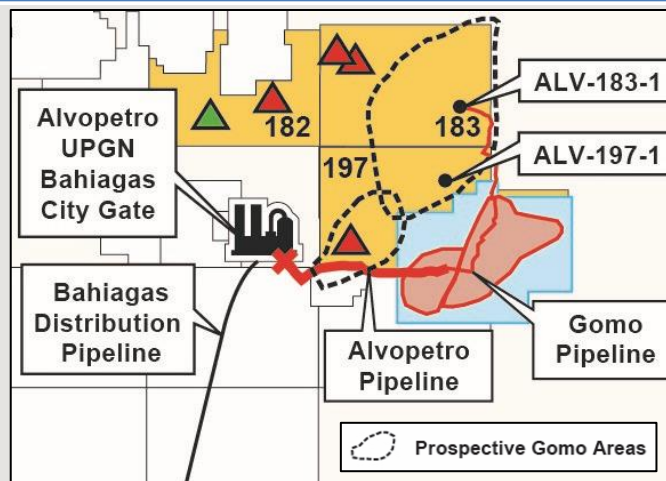 ALV-183-1
Alvopetro
UPGN
Bahiagas
City Gate
182
183
197
ALV-197-1
Bahiagas
Distribution
Pipeline
Alvopetro
Pipeline
Gomo
Pipeline
Prospective Gomo Areas